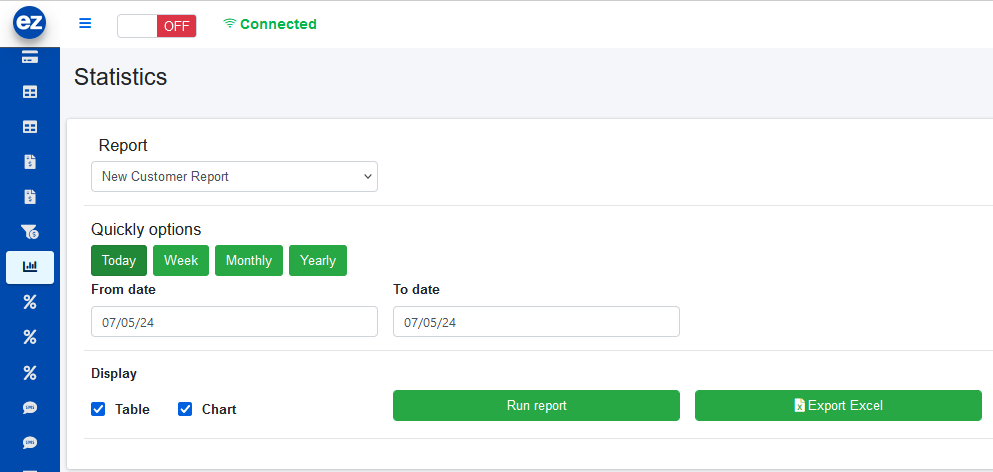 ez
OFF
Connected
Statistics
Report
New Customer Report
Quickly options
Today Week Monthly Yearly
From date To date
07/05/24 07/05/24
Display
Table Chart Run report Export Excel